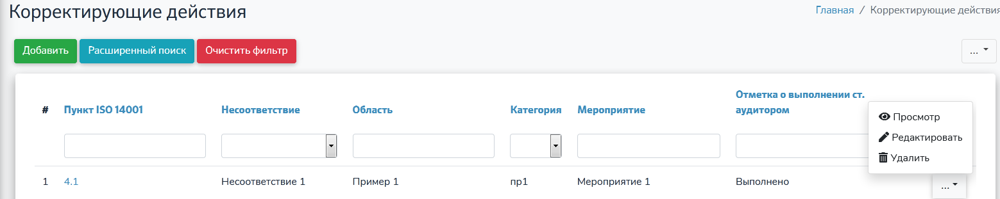 Корректирующие действия
Главная / Корректирующие действия
Добавить Расширенный поиск Очистить фильтр ...
# Пункт ISO 14001 Несоответствие Область Категория Мероприятие Отметка о выполнении ст.
аудитором
Просмотр
Редактировать
Удалить
1 4.1 Несоответствие 1 Пример 1 пр1 Мероприятие 1 Выполнено ...